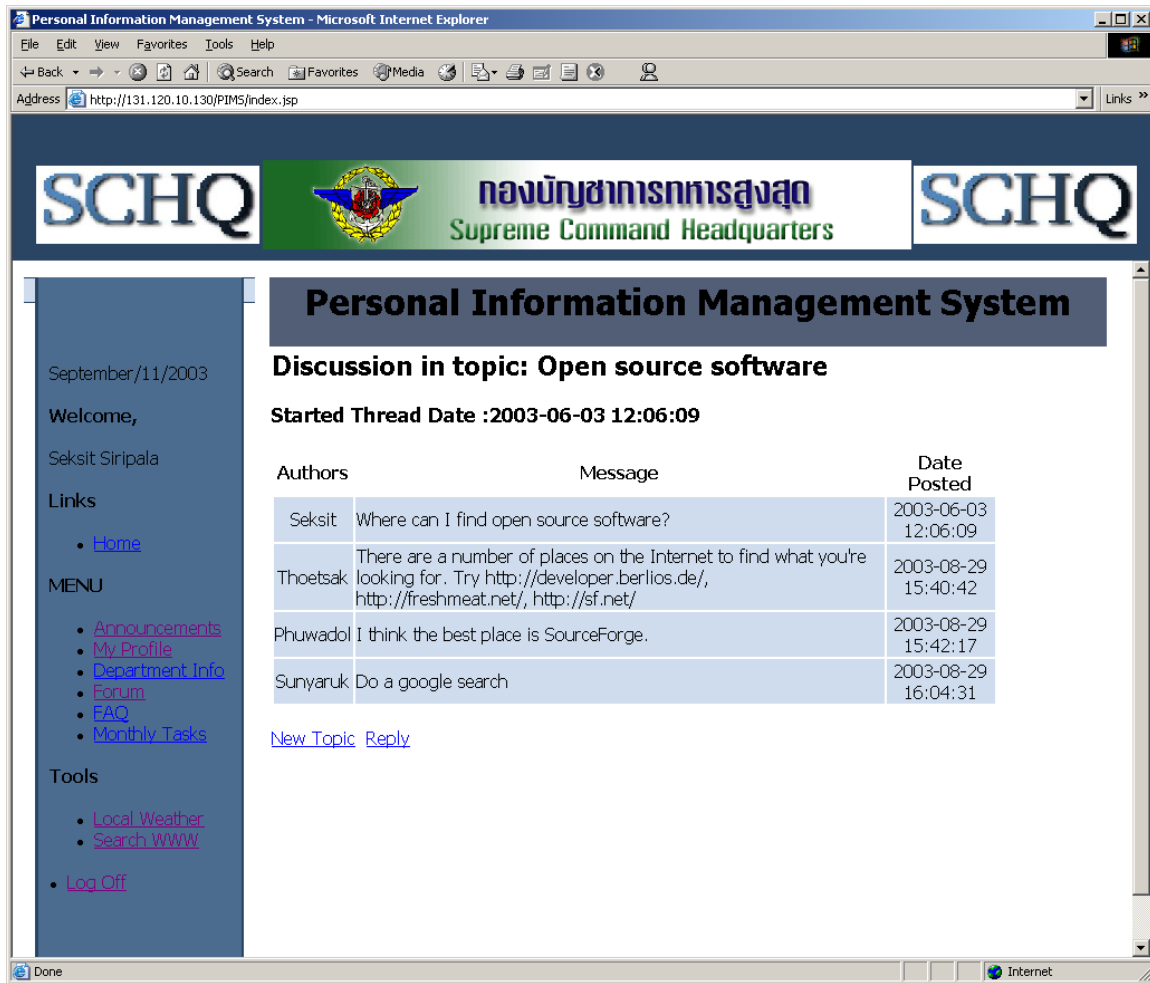 Personal Information Management System - Microsoft Internet Explorer
File Edit View Favorites Tools Help
Back Search Favorites Media
Address http://131.120.10.130/PIMS/index.jsp Links »
SCHQ
กองบัญชาการทหารสูงสุด
Supreme Command Headquarters
SCHQ
Personal Information Management System
September/11/2003
Welcome,
Seksit Siripala
Links
• Home
MENU
• Announcements
• My Profile
• Department Info
• Forum
• FAQ
• Monthly Tasks
Tools
• Local Weather
• Search WWW
• Log Off
Discussion in topic: Open source software
Started Thread Date :2003-06-03 12:06:09
Authors Message Date
Posted
Seksit Where can I find open source software? 2003-06-03
12:06:09
There are a number of places on the Internet to find what you're
Thoetsak looking for. Try http://developer.berlios.de/, 2003-08-29
http://freshmeat.net/, http://sf.net/ 15:40:42
Phuwadol I think the best place is SourceForge. 2003-08-29
15:42:17
Sunyaruk Do a google search 2003-08-29
16:04:31
New Topic Reply
Done Internet